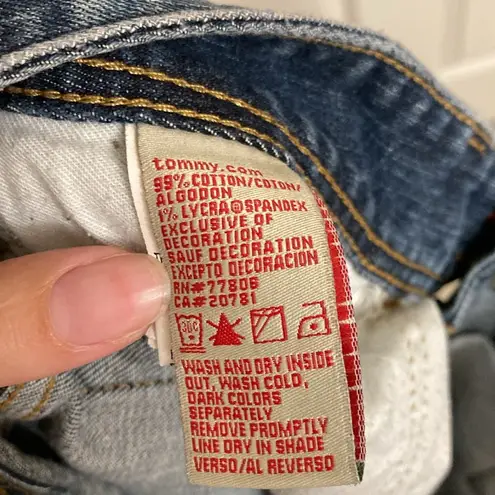 tommy.com
99% COTTON/COTON/
ALGODON
1% LYCRA®SPANDEX
EXCLUSIVE OF
DECORATION
SAUF DECORATION
EXCEPTO DECORACION
RN#77806
CA#20781
30C
WASH AND DRY INSIDE
OUT, WASH COLD,
DARK COLORS
SEPARATELY
REMOVE PROMPTLY
LINE DRY IN SHADE
VERSO/AL REVERSO